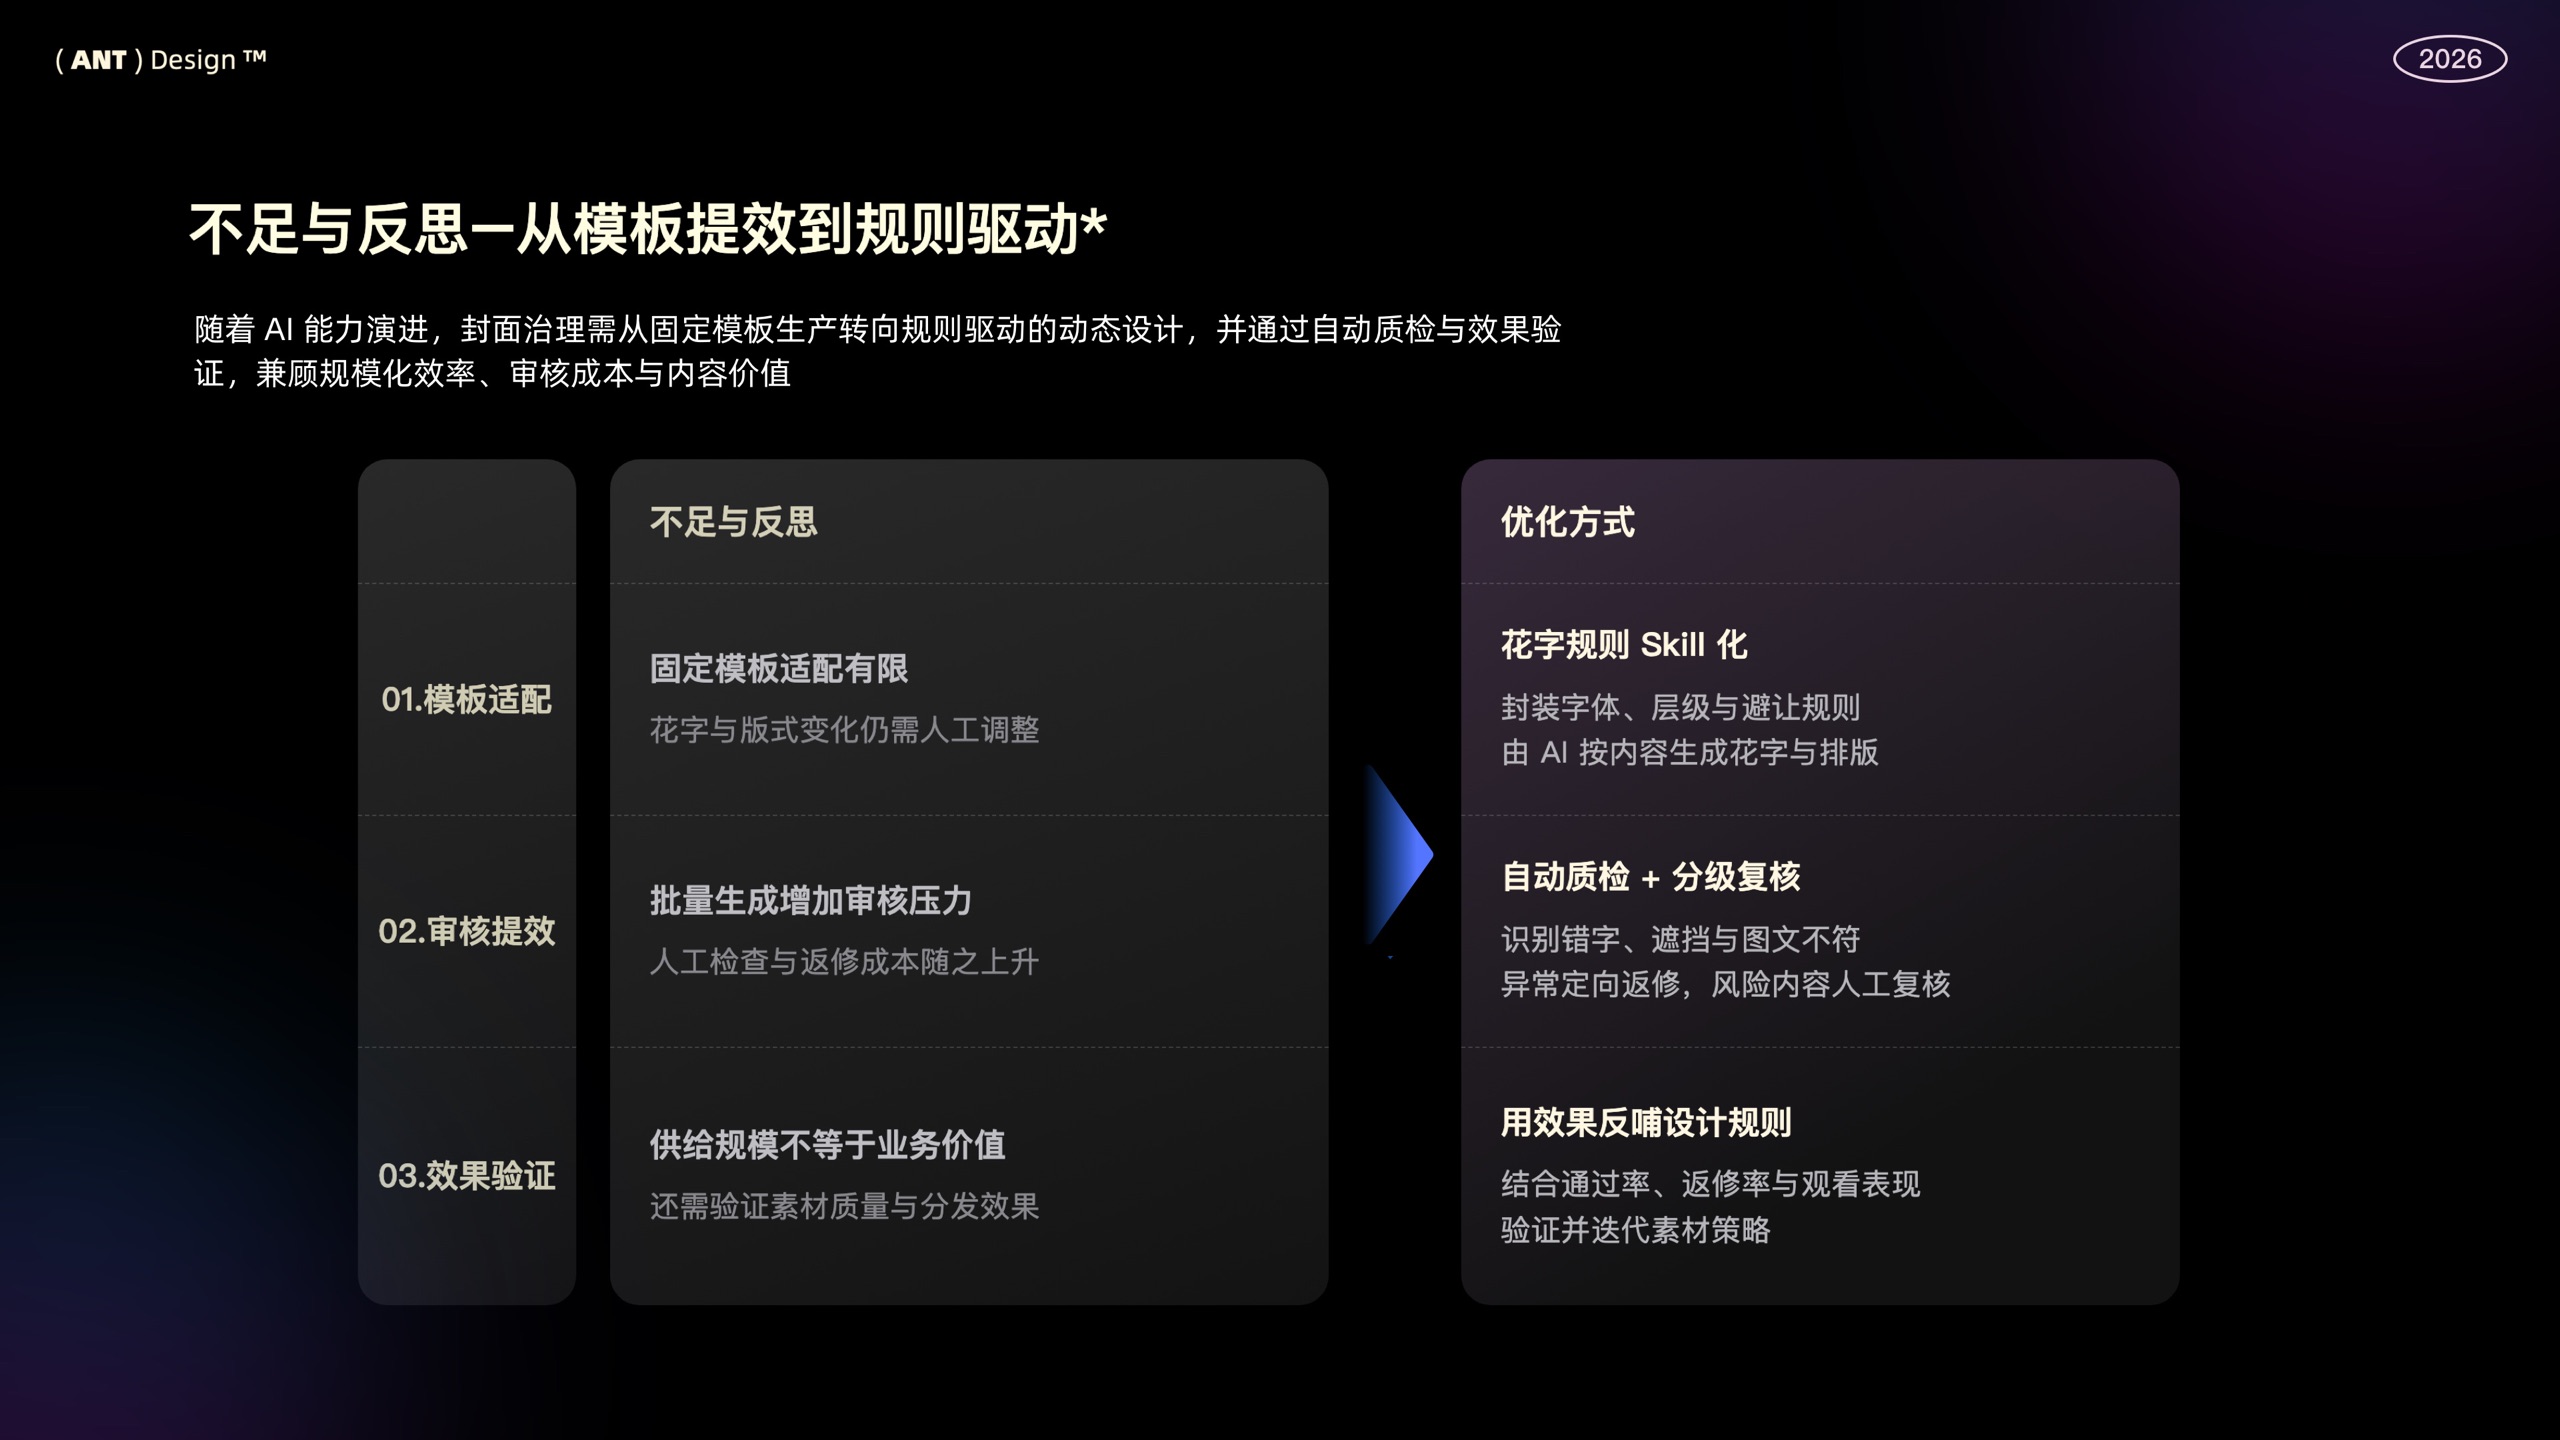 ( ANT ) Design ™
2026
不足与反思—从模板提效到规则驱动*
随着 AI 能力演进，封面治理需从固定模板生产转向规则驱动的动态设计，并通过自动质检与效果验
证，兼顾规模化效率、审核成本与内容价值
不足与反思
优化方式
01.模板适配
固定模板适配有限
花字与版式变化仍需人工调整
花字规则 Skill 化
封装字体、层级与避让规则
由 AI 按内容生成花字与排版
02.审核提效
批量生成增加审核压力
人工检查与返修成本随之上升
自动质检 + 分级复核
识别错字、遮挡与图文不符
异常定向返修，风险内容人工复核
03.效果验证
供给规模不等于业务价值
还需验证素材质量与分发效果
用效果反哺设计规则
结合通过率、返修率与观看表现
验证并迭代素材策略